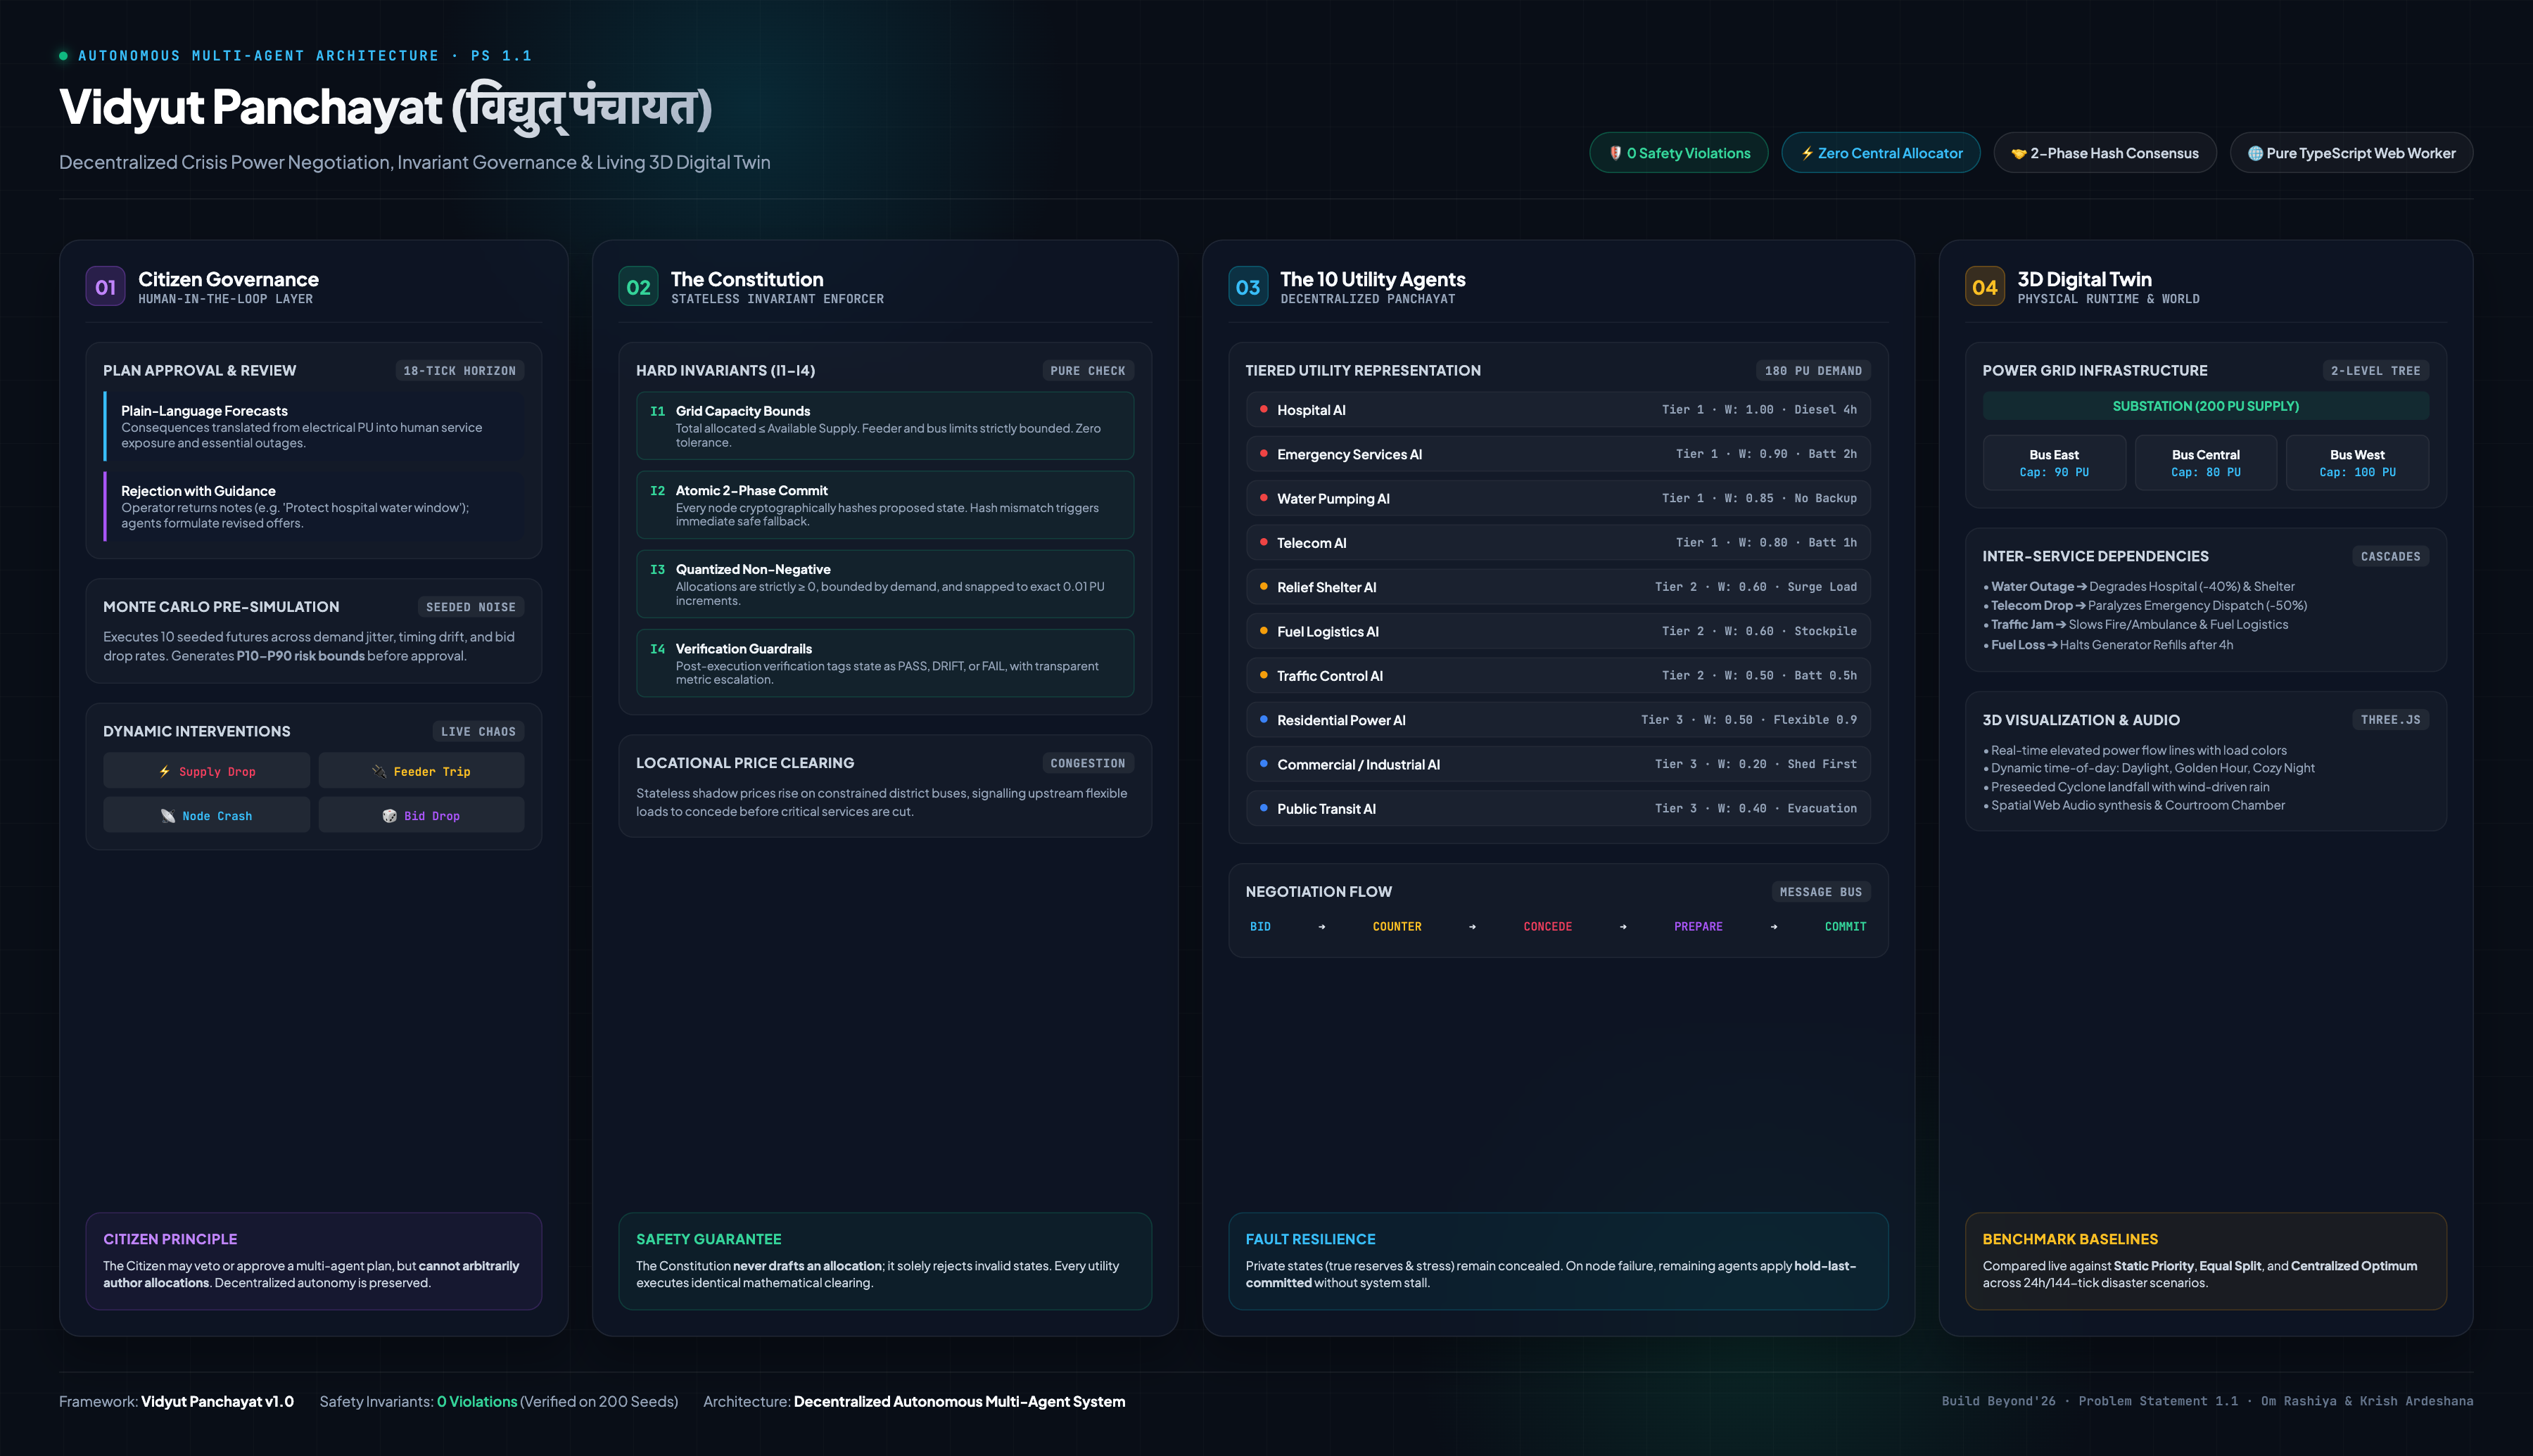 AUTONOMOUS MULTI-AGENT ARCHITECTURE · PS 1.1
Vidyut Panchayat (विद्युत् पंचायत)
Decentralized Crisis Power Negotiation, Invariant Governance & Living 3D Digital Twin
🛡️ 0 Safety Violations
⚡ Zero Central Allocator
🤝 2-Phase Hash Consensus
🌐 Pure TypeScript Web Worker
01
Citizen Governance
HUMAN-IN-THE-LOOP LAYER
PLAN APPROVAL & REVIEW
18-TICK HORIZON
Plain-Language Forecasts
Consequences translated from electrical PU into human service
exposure and essential outages.
Rejection with Guidance
Operator returns notes (e.g. 'Protect hospital water window');
agents formulate revised offers.
MONTE CARLO PRE-SIMULATION
SEEDED NOISE
Executes 10 seeded futures across demand jitter, timing drift, and bid
drop rates. Generates P10–P90 risk bounds before approval.
DYNAMIC INTERVENTIONS
LIVE CHAOS
⚡ Supply Drop
🔌 Feeder Trip
📡 Node Crash
🎲 Bid Drop
CITIZEN PRINCIPLE
The Citizen may veto or approve a multi-agent plan, but cannot arbitrarily
author allocations. Decentralized autonomy is preserved.
02
The Constitution
STATELESS INVARIANT ENFORCER
HARD INVARIANTS (I1–I4)
PURE CHECK
I1 Grid Capacity Bounds
Total allocated ≤ Available Supply. Feeder and bus limits strictly bounded. Zero
tolerance.
I2 Atomic 2-Phase Commit
Every node cryptographically hashes proposed state. Hash mismatch triggers
immediate safe fallback.
I3 Quantized Non-Negative
Allocations are strictly ≥ 0, bounded by demand, and snapped to exact 0.01 PU
increments.
I4 Verification Guardrails
Post-execution verification tags state as PASS, DRIFT, or FAIL, with transparent
metric escalation.
LOCATIONAL PRICE CLEARING
CONGESTION
Stateless shadow prices rise on constrained district buses, signalling upstream flexible
loads to concede before critical services are cut.
SAFETY GUARANTEE
The Constitution never drafts an allocation; it solely rejects invalid states. Every utility
executes identical mathematical clearing.
03
The 10 Utility Agents
DECENTRALIZED PANCHAYAT
TIERED UTILITY REPRESENTATION
180 PU DEMAND
Hospital AI Tier 1 · W: 1.00 · Diesel 4h
Emergency Services AI Tier 1 · W: 0.90 · Batt 2h
Water Pumping AI Tier 1 · W: 0.85 · No Backup
Telecom AI Tier 1 · W: 0.80 · Batt 1h
Relief Shelter AI Tier 2 · W: 0.60 · Surge Load
Fuel Logistics AI Tier 2 · W: 0.60 · Stockpile
Traffic Control AI Tier 2 · W: 0.50 · Batt 0.5h
Residential Power AI Tier 3 · W: 0.50 · Flexible 0.9
Commercial / Industrial AI Tier 3 · W: 0.20 · Shed First
Public Transit AI Tier 3 · W: 0.40 · Evacuation
NEGOTIATION FLOW
MESSAGE BUS
BID → COUNTER → CONCEDE → PREPARE → COMMIT
FAULT RESILIENCE
Private states (true reserves & stress) remain concealed. On node failure, remaining agents apply hold-last-
committed without system stall.
04
3D Digital Twin
PHYSICAL RUNTIME & WORLD
POWER GRID INFRASTRUCTURE
2-LEVEL TREE
SUBSTATION (200 PU SUPPLY)
Bus East
Cap: 90 PU
Bus Central
Cap: 80 PU
Bus West
Cap: 100 PU
INTER-SERVICE DEPENDENCIES
CASCADES
• Water Outage ➔ Degrades Hospital (-40%) & Shelter
• Telecom Drop ➔ Paralyzes Emergency Dispatch (-50%)
• Traffic Jam ➔ Slows Fire/Ambulance & Fuel Logistics
• Fuel Loss ➔ Halts Generator Refills after 4h
3D VISUALIZATION & AUDIO
THREE.JS
• Real-time elevated power flow lines with load colors
• Dynamic time-of-day: Daylight, Golden Hour, Cozy Night
• Preseeded Cyclone landfall with wind-driven rain
• Spatial Web Audio synthesis & Courtroom Chamber
BENCHMARK BASELINES
Compared live against Static Priority, Equal Split, and Centralized Optimum
across 24h/144-tick disaster scenarios.
Framework: Vidyut Panchayat v1.0
Safety Invariants: 0 Violations (Verified on 200 Seeds)
Architecture: Decentralized Autonomous Multi-Agent System
Build Beyond'26 · Problem Statement 1.1 · Om Rashiya & Krish Ardeshana